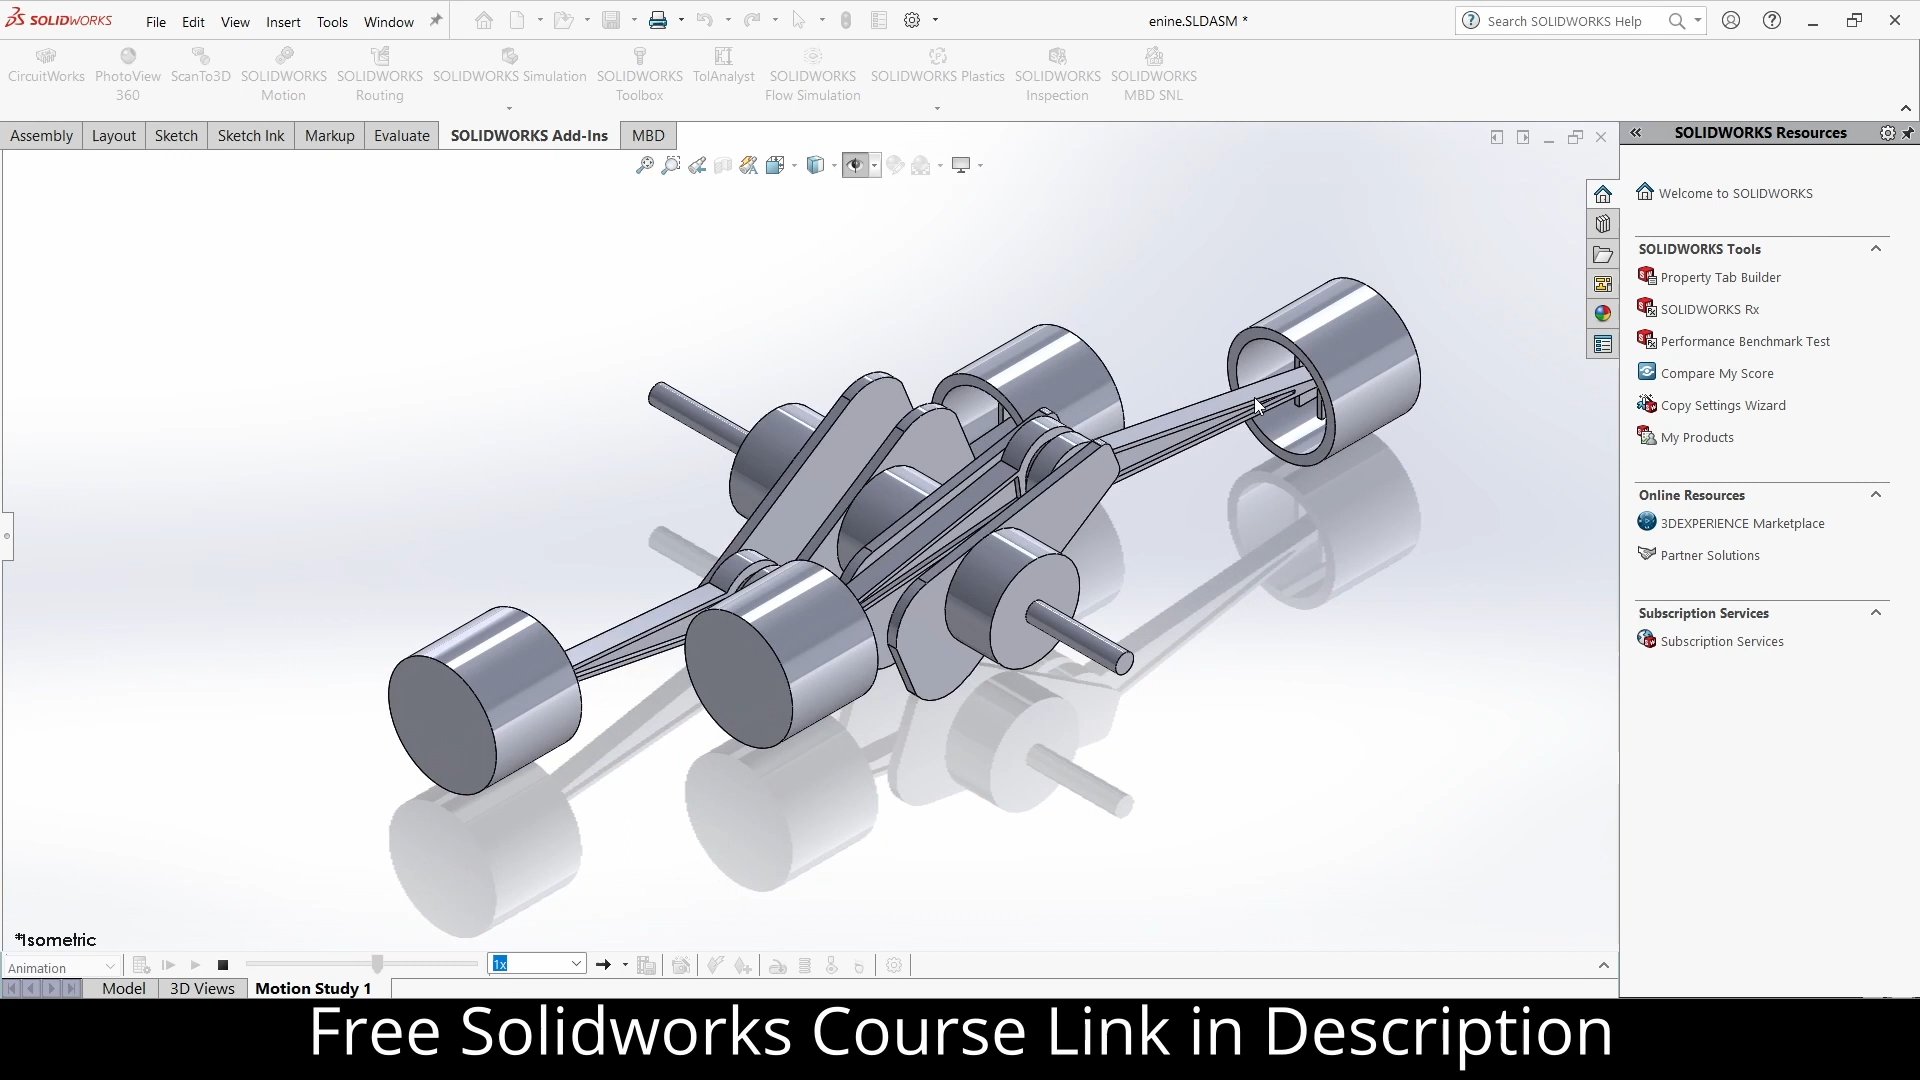 SOLIDWORKS File Edit View Insert Tools Window
enine.SLDASM *
Search SOLIDWORKS Help
CircuitWorks
PhotoView 360
ScanTo3D
SOLIDWORKS Motion
SOLIDWORKS Routing
SOLIDWORKS Simulation
SOLIDWORKS Toolbox
TolAnalyst
SOLIDWORKS Flow Simulation
SOLIDWORKS Plastics
SOLIDWORKS Inspection
SOLIDWORKS MBD SNL
Assembly Layout Sketch Sketch Ink Markup Evaluate SOLIDWORKS Add-Ins MBD
SOLIDWORKS Resources
Welcome to SOLIDWORKS
SOLIDWORKS Tools
Property Tab Builder
SOLIDWORKS Rx
Performance Benchmark Test
Compare My Score
Copy Settings Wizard
My Products
Online Resources
3DEXPERIENCE Marketplace
Partner Solutions
Subscription Services
Subscription Services
*Isometric
Animation
1x
Model 3D Views Motion Study 1
Free Solidworks Course Link in Description